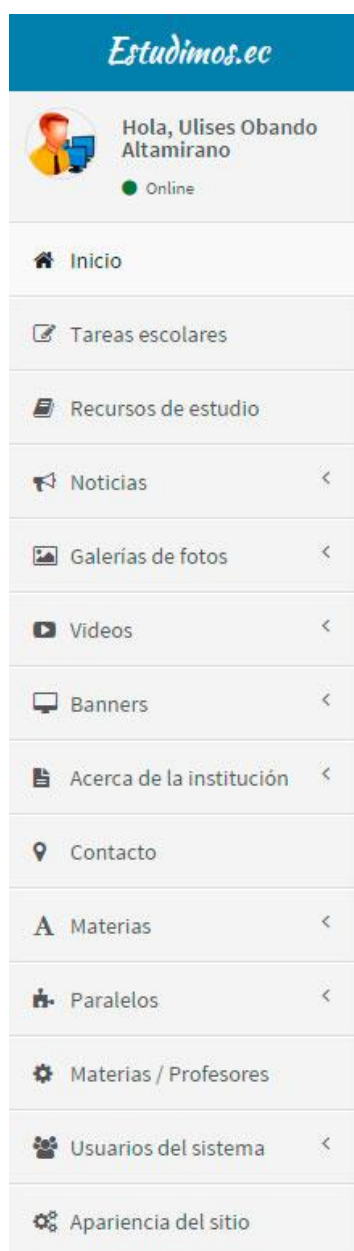 Estudimos.ec
Hola, Ulises Obando
Altamirano
Online
Inicio
Tareas escolares
Recursos de estudio
Noticias
Galerías de fotos
Videos
Banners
Acerca de la institución
Contacto
Materias
Paralelos
Materias / Profesores
Usuarios del sistema
Apariencia del sitio